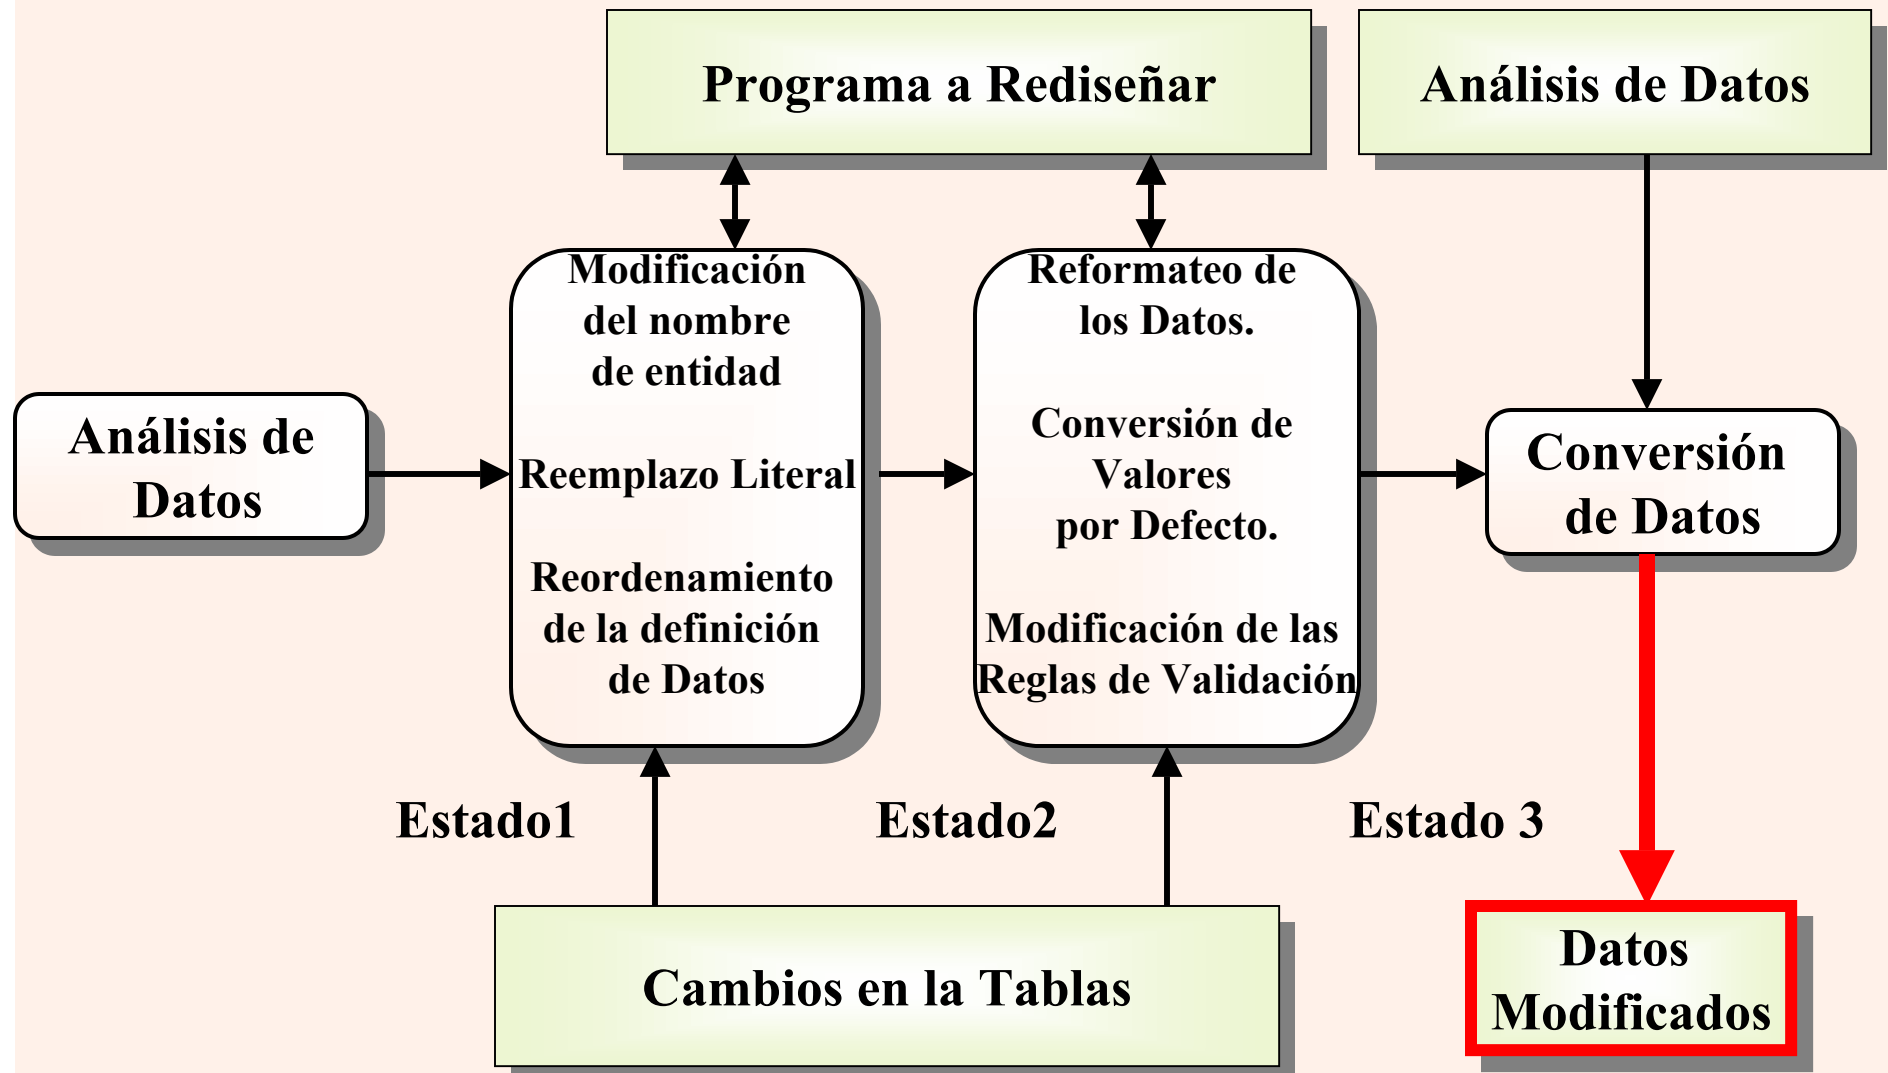 Programa a Rediseñar
Análisis de Datos
Análisis de
Datos
Modificación
del nombre
de entidad
Reemplazo Literal
Reordenamiento
de la definición
de Datos
Reformateo de
los Datos.
Conversión de
Valores
por Defecto.
Modificación de las
Reglas de Validación
Conversión
de Datos
Estado1
Estado2
Estado 3
Cambios en la Tablas
Datos
Modificados